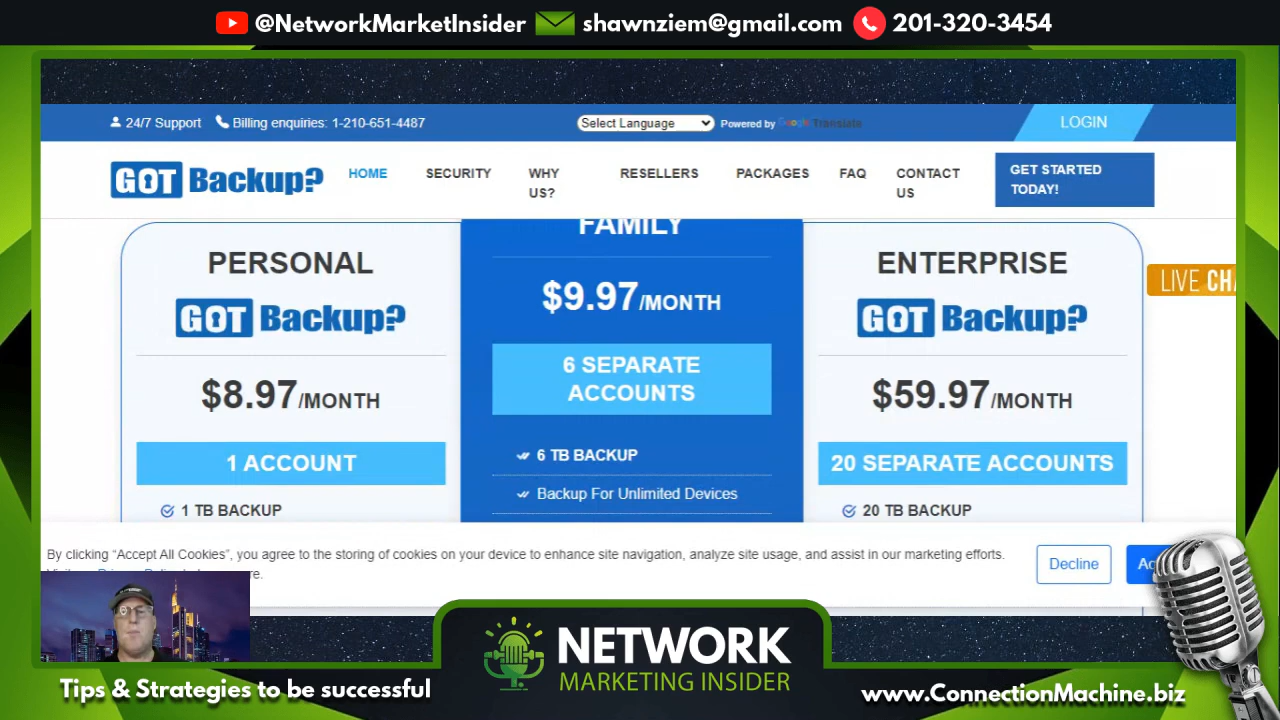 @NetworkMarketInsider shawnziem@gmail.com 201-320-3454
24/7 Support Billing enquiries: 1-210-651-4487 Select Language Powered by Google Translate LOGIN
GOT Backup? HOME SECURITY WHY US? RESELLERS PACKAGES FAQ CONTACT US GET STARTED TODAY!
PERSONAL
GOT Backup?
$8.97/MONTH
1 ACCOUNT
1 TB BACKUP
FAMILY
$9.97/MONTH
6 SEPARATE
ACCOUNTS
6 TB BACKUP
Backup For Unlimited Devices
ENTERPRISE
GOT Backup?
$59.97/MONTH
20 SEPARATE ACCOUNTS
20 TB BACKUP
LIVE
By clicking “Accept All Cookies”, you agree to the storing of cookies on your device to enhance site navigation, analyze site usage, and assist in our marketing efforts.
Decline
NETWORK
MARKETING INSIDER
Tips & Strategies to be successful
www.ConnectionMachine.biz